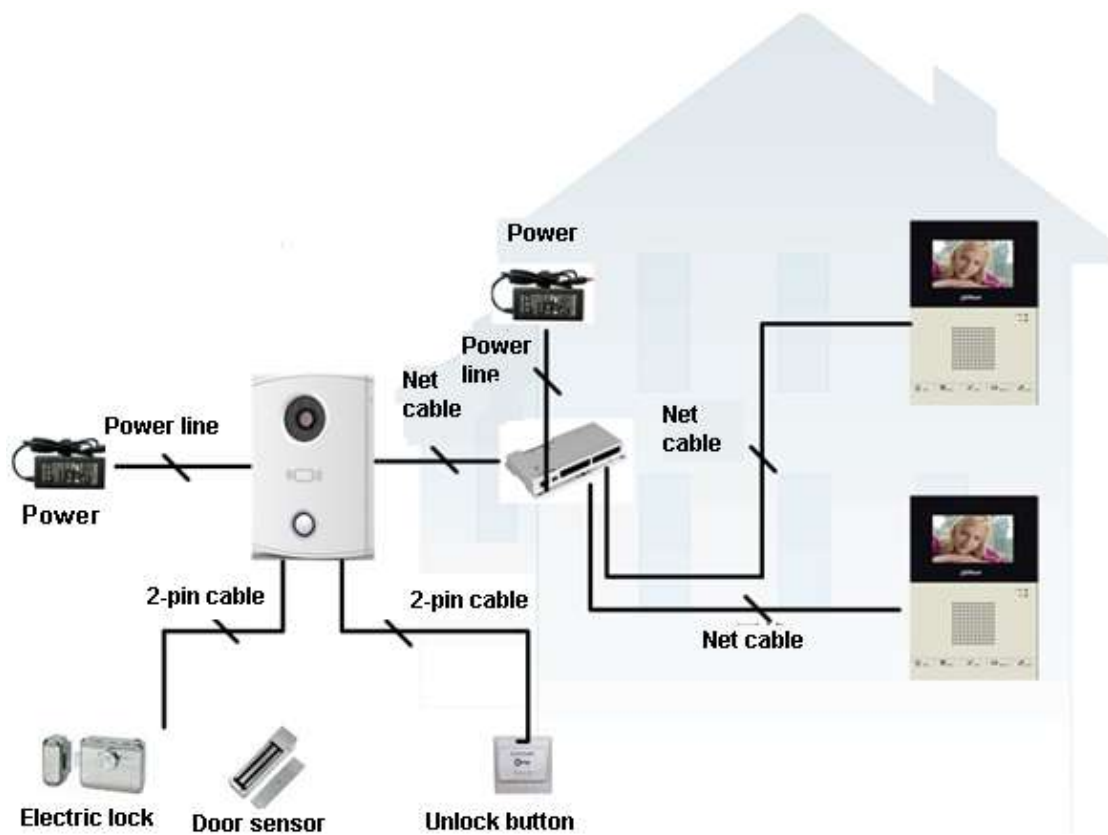 Power
Power
line
Net
cable
Net
cable
Power line
Power
2-pin cable
2-pin cable
Net cable
Electric lock
Door sensor
Unlock button